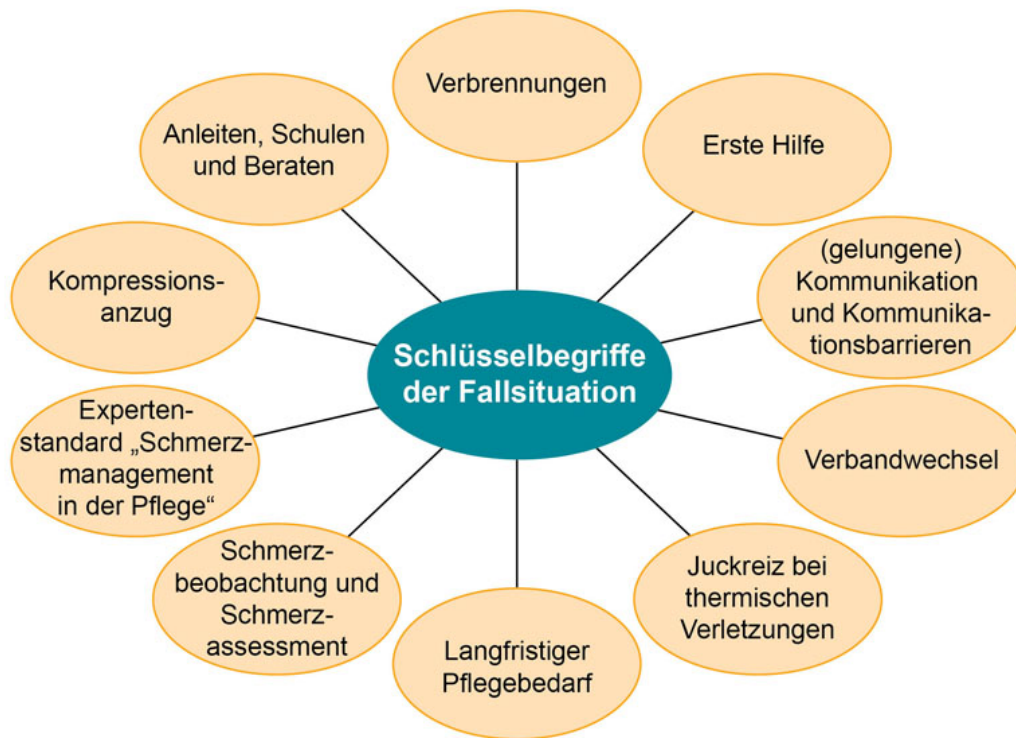 Verbrennungen
Erste Hilfe
(gelungene)
Kommunikation
und Kommunika-
tionsbarrieren
Verbandwechsel
Juckreiz bei
thermischen
Verletzungen
Langfristiger
Pflegebedarf
Schmerz-
beobachtung und
Schmerz-
assessment
Experten-
standard „Schmerz-
management
in der Pflege“
Kompressions-
anzug
Anleiten, Schulen
und Beraten
Schlüsselbegriffe
der Fallsituation